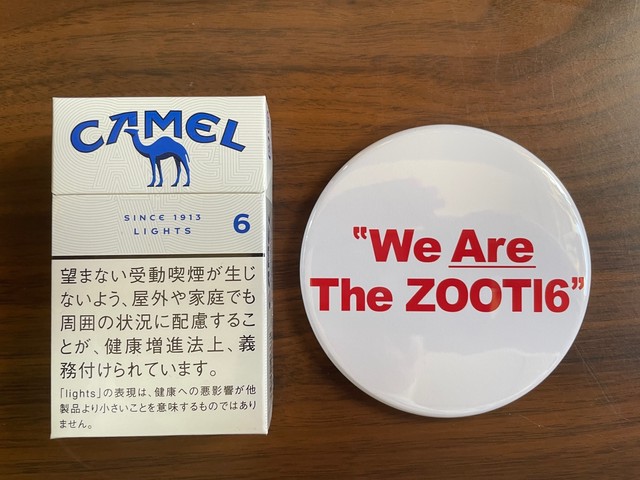 CAMEL
SINCE 1913
LIGHTS
6
望まない受動喫煙が生じ
ないよう、屋外や家庭でも
周囲の状況に配慮するこ
とが、健康増進法上、義
務付けられています。
「lights」の表現は、健康への悪影響が他
製品より小さいことを意味するものではあり
ません。
“We Are
The ZOOTI6”